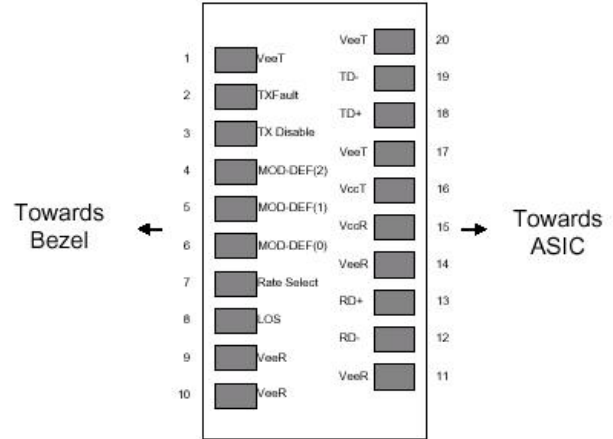 VeeT 20
1 VeeT
TD- 19
2 TXFault
TD+ 18
3 TX Disable
VeeT 17
4 MOD-DEF(2)
VccT 16
5 MOD-DEF(1)
Towards
Bezel
VccR 15
Towards
ASIC
6 MOD-DEF(0)
VeeR 14
7 Rate Select
RD+ 13
8 LOS
RD- 12
9 VeeR
VeeR 11
10 VeeR